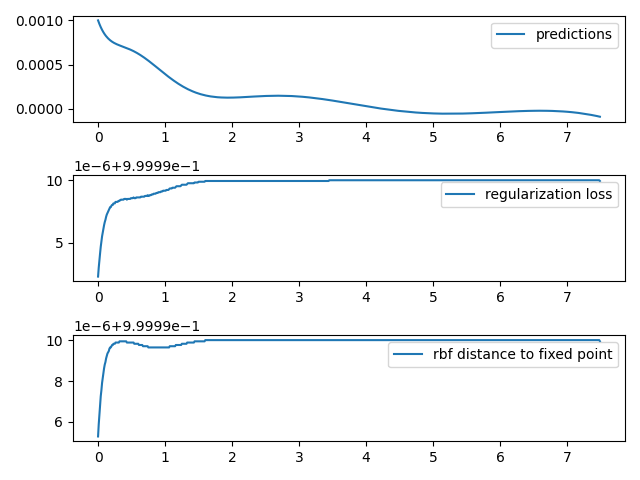 0.0010
0.0005
0.0000
predictions
0 1 2 3 4 5 6 7
1e−6+9.9999e−1
10
5
regularization loss
0 1 2 3 4 5 6 7
1e−6+9.9999e−1
10
8
6
rbf distance to fixed point
0 1 2 3 4 5 6 7